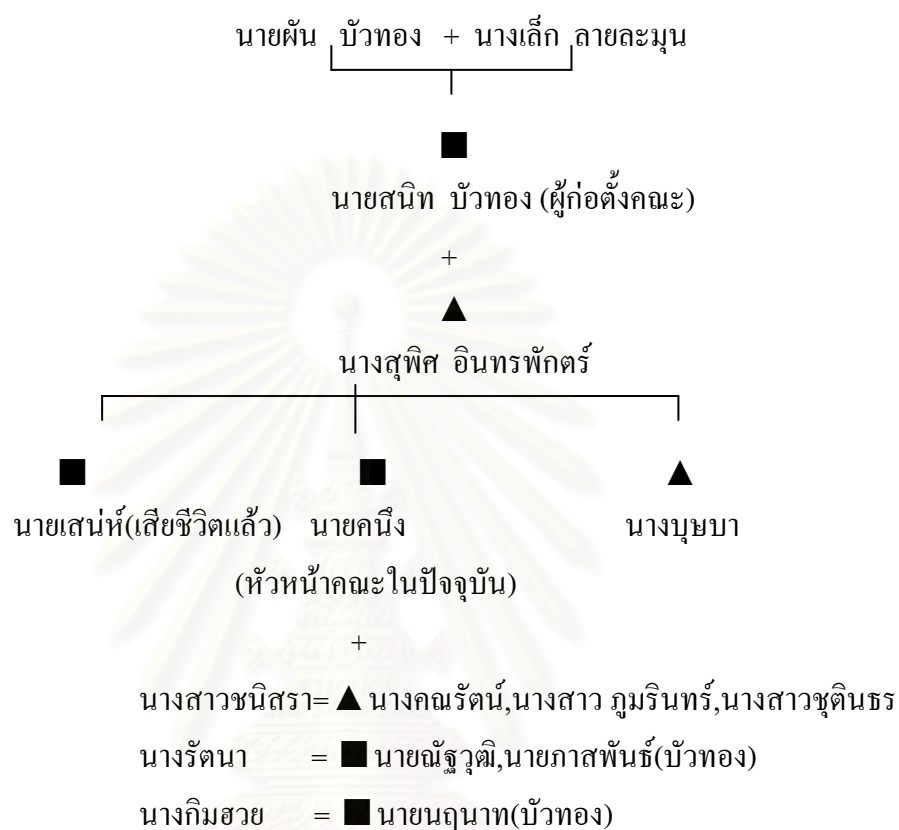 นายผัน บัวทอง + นางเล็ก ลายละมุน
นายสนิท บัวทอง (ผู้ก่อตั้งคณะ)
+
นางสุพิศ อินทรพักตร์
นายเสน่ห์(เสียชีวิตแล้ว) นายคนึง นางบุษบา
(หัวหน้าคณะในปัจจุบัน)
+
นางสาวชนิสรา= ▲ นางคณรัตน์,นางสาว ภูมรินทร์,นางสาวชุตินธร
นางรัตนา = ■ นายณัฐวุฒิ,นายภาสพันธ์(บัวทอง)
นางกิมฮวย = ■ นายนฤนาท(บัวทอง)